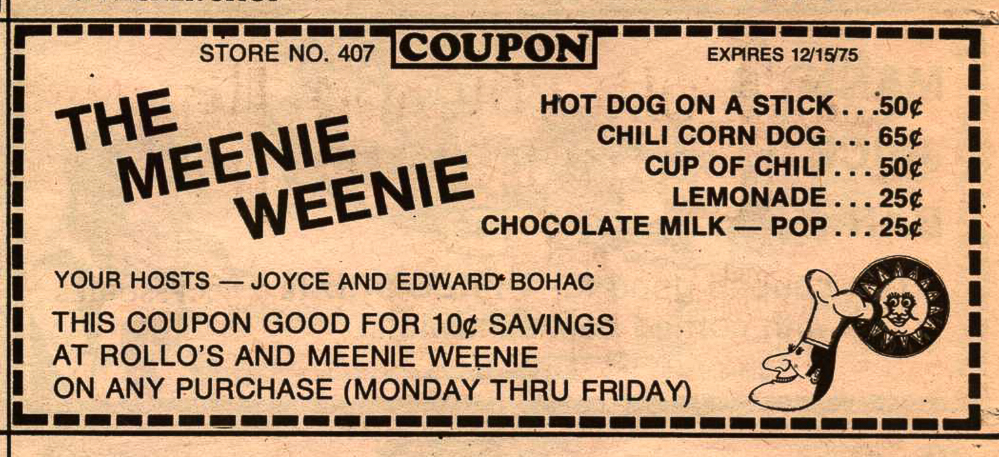 STORE NO. 407
COUPON
EXPIRES 12/15/75
THE
MEENIE
WEENIE
HOT DOG ON A STICK . . . 50¢
CHILI CORN DOG . . . 65¢
CUP OF CHILI . . . 50¢
LEMONADE . . . 25¢
CHOCOLATE MILK — POP . . . 25¢
YOUR HOSTS — JOYCE AND EDWARD BOHAC
THIS COUPON GOOD FOR 10¢ SAVINGS
AT ROLLO'S AND MEENIE WEENIE
ON ANY PURCHASE (MONDAY THRU FRIDAY)